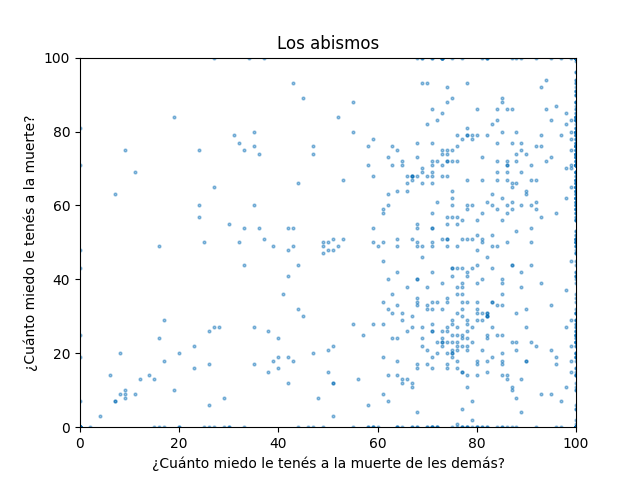 Los abismos
100
80
60
40
20
0
¿Cuánto miedo le tenés a la muerte?
0 20 40 60 80 100
¿Cuánto miedo le tenés a la muerte de les demás?